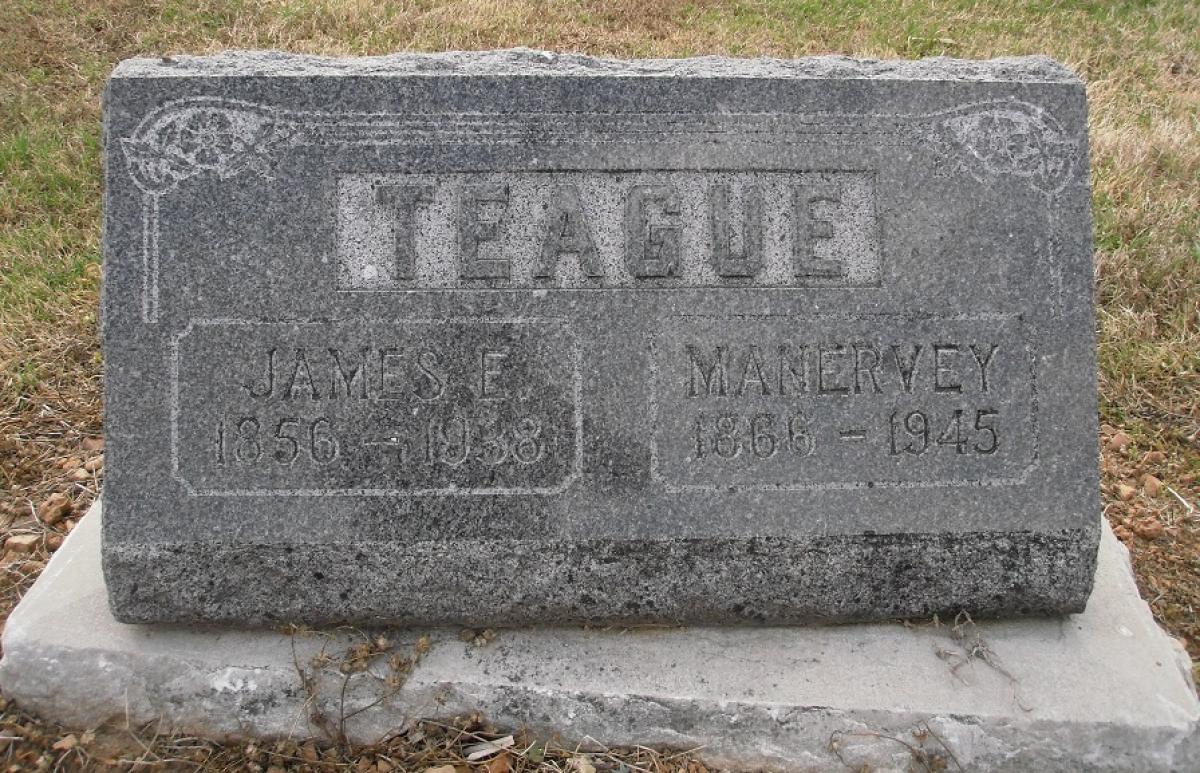 TEAGUE
JAMES E.
1856 - 1938
MANERVEY
1866 - 1945